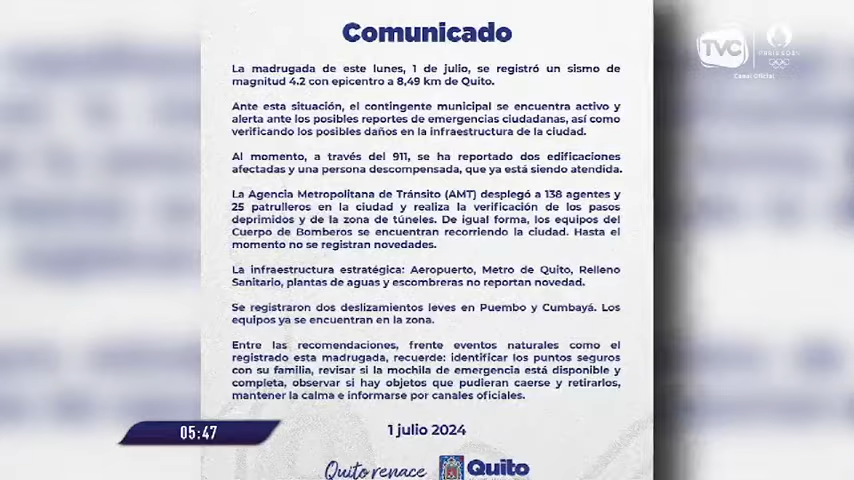 Comunicado
TVC
PARIS 2024
Canal Oficial
La madrugada de este lunes, 1 de julio, se registró un sismo de
magnitud 4.2 con epicentro a 8,49 km de Quito.
Ante esta situación, el contingente municipal se encuentra activo y
alerta ante los posibles reportes de emergencias ciudadanas, así como
verificando los posibles daños en la infraestructura de la ciudad.
Al momento, a través del 911, se ha reportado dos edificaciones
afectadas y una persona descompensada, que ya está siendo atendida.
La Agencia Metropolitana de Tránsito (AMT) desplegó a 138 agentes y
25 patrulleros en la ciudad y realiza la verificación de los pasos
deprimidos y de la zona de túneles. De igual forma, los equipos del
Cuerpo de Bomberos se encuentran recorriendo la ciudad. Hasta el
momento no se registran novedades.
La infraestructura estratégica: Aeropuerto, Metro de Quito, Relleno
Sanitario, plantas de aguas y escombreras no reportan novedad.
Se registraron dos deslizamientos leves en Puembo y Cumbayá. Los
equipos ya se encuentran en la zona.
Entre las recomendaciones, frente eventos naturales como el
registrado esta madrugada, recuerde: identificar los puntos seguros
con su familia, revisar si la mochila de emergencia está disponible y
completa, observar si hay objetos que pudieran caerse y retirarlos,
mantener la calma e informarse por canales oficiales.
1 julio 2024
05:47
Quito renace
Quito